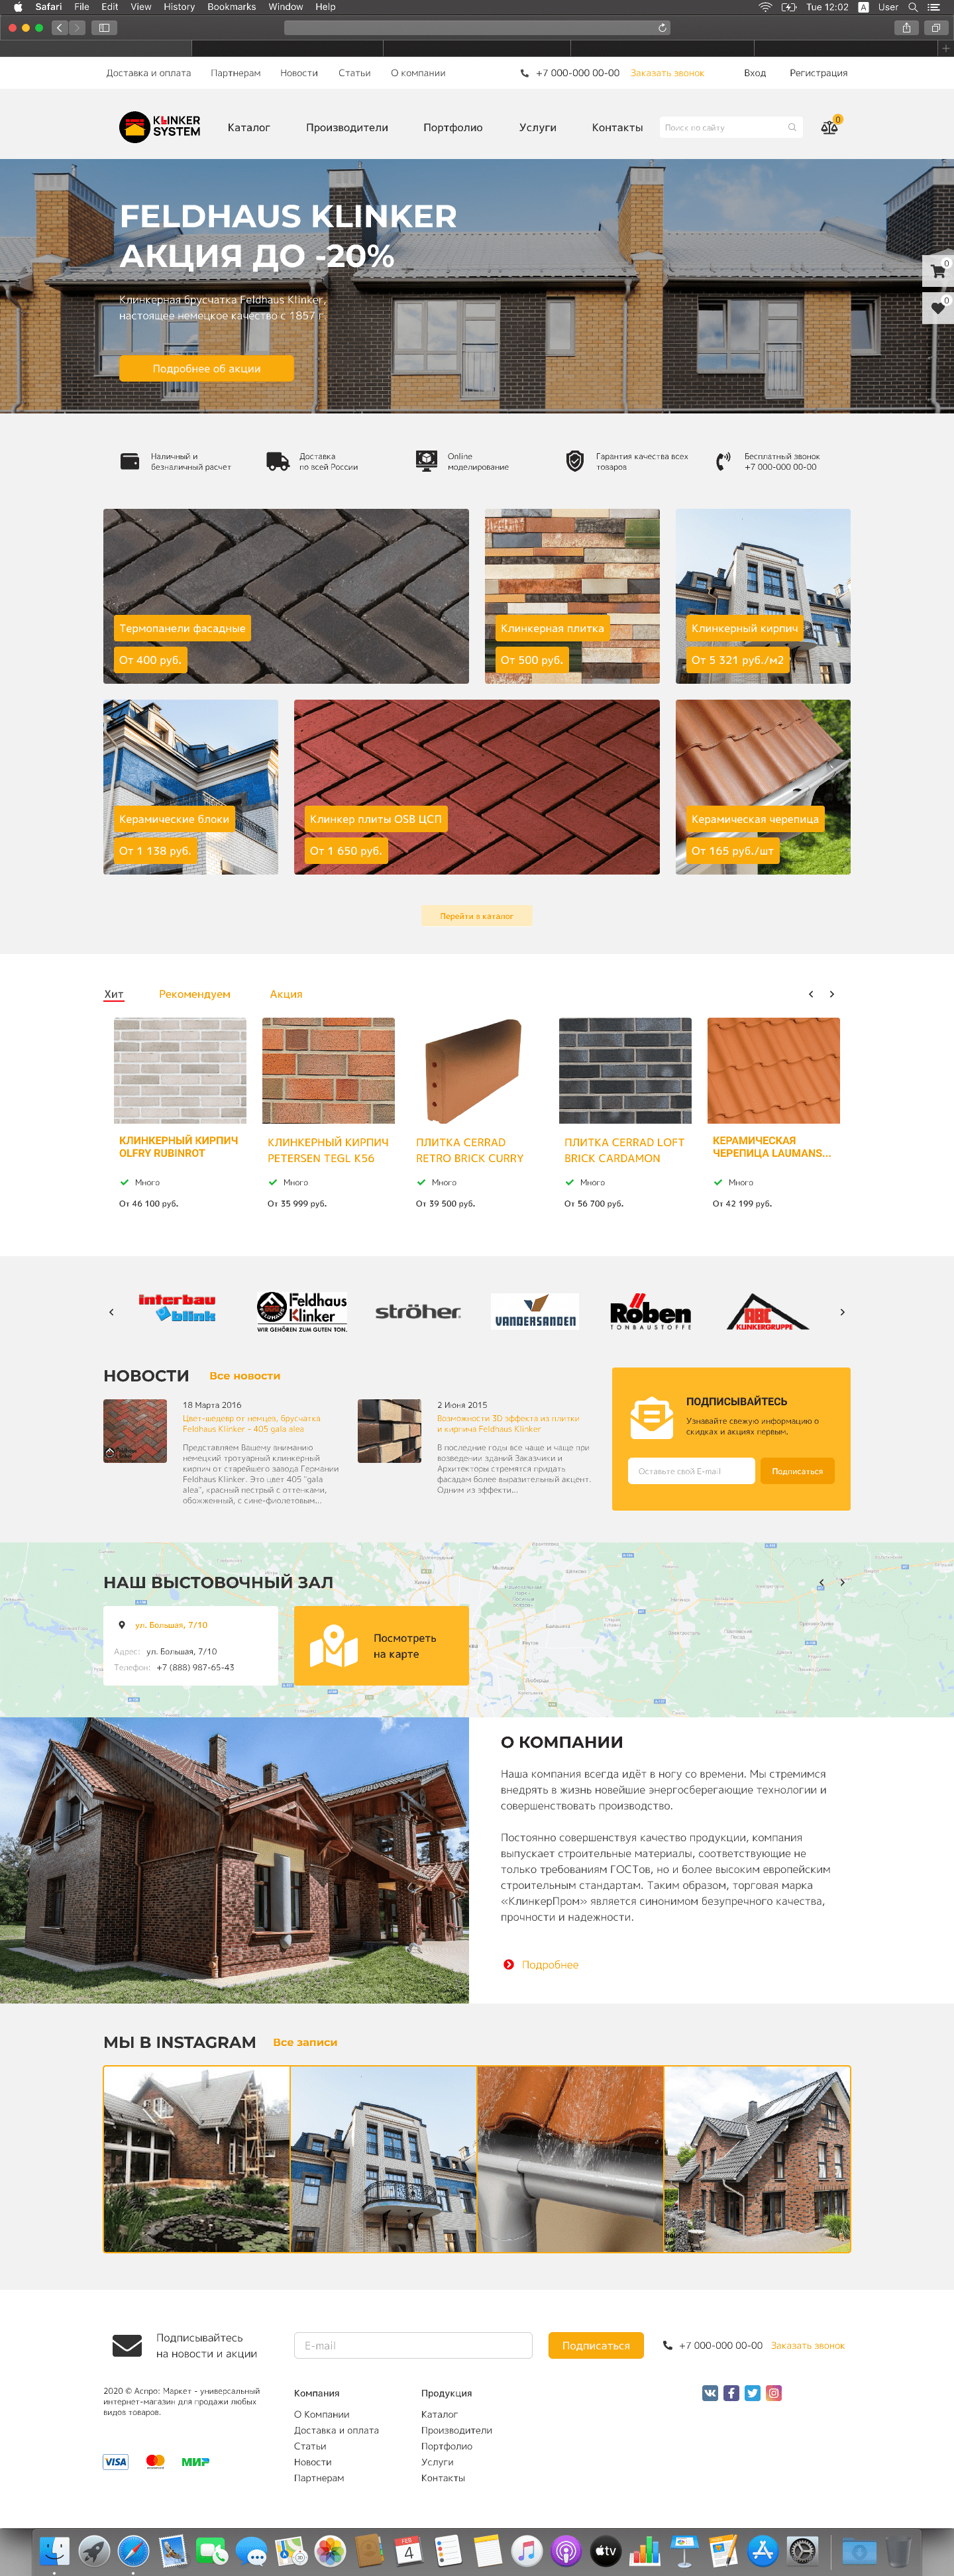 Safari File Edit View History Bookmarks Window Help
Tue 12:02 A User
Доставка и оплата Партнерам Новости Статьи О компании
+7 000-000 00-00 Заказать звонок Вход Регистрация
KLINKER
SYSTEM
Каталог Производители Портфолио Услуги Контакты
Поиск по сайту
0
FELDHAUS KLINKER
АКЦИЯ ДО -20%
0
0
Клинкерная брусчатка Feldhaus Klinker,
настоящее немецкое качество с 1857 г
Подробнее об акции
Наличный и
безналичный расчет
Доставка
по всей России
Online
моделирование
Гарантия качества всех
товаров
Бесплатный звонок
+7 000-000 00-00
Термопанели фасадные
От 400 руб.
Клинкерная плитка
От 500 руб.
Клинкерный кирпич
От 5 321 руб./м2
Керамические блоки
От 1 138 руб.
Клинкер плиты OSB ЦСП
От 1 650 руб.
Керамическая черепица
От 165 руб./шт
Перейти в каталог
Хит Рекомендуем Акция
КЛИНКЕРНЫЙ КИРПИЧ
OLFRY RUBINROT
Много
От 46 100 руб.
КЛИНКЕРНЫЙ КИРПИЧ
PETERSEN TEGL K56
Много
От 35 999 руб.
ПЛИТКА CERRAD
RETRO BRICK CURRY
Много
От 39 500 руб.
ПЛИТКА CERRAD LOFT
BRICK CARDAMON
Много
От 56 700 руб.
КЕРАМИЧЕСКАЯ
ЧЕРЕПИЦА LAUMANS...
Много
От 42 199 руб.
interbau
blink
Feldhaus
Klinker
WIR GEHÖREN ZUM GUTEN TON.
ströher
VANDERSANDEN
Röben
TONBAUSTOFFE
ABC
KLINKERGRUPPE
НОВОСТИ Все новости
18 Марта 2016
Цвет-шедевр от немцев, брусчатка
Feldhaus Klinker - 405 gala alea
Представляем Вашему вниманию
немецкий тротуарный клинкерный
кирпич от старейшего завода Германии
Feldhaus Klinker. Это цвет 405 "gala
alea", красный пестрый с оттенками,
обожженный, с сине-фиолетовым...
2 Июня 2015
Возможности 3D эффекта из плитки
и кирпича Feldhaus Klinker
В последние годы все чаще и чаще при
возведении зданий Заказчики и
Архитекторы стремятся придать
фасадам более выразительный акцент.
Одним из эффекти...
ПОДПИСЫВАЙТЕСЬ
Узнавайте свежую информацию о
скидках и акциях первым.
Оставьте свой E-mail
Подписаться
НАШ ВЫСТОВОЧНЫЙ ЗАЛ
ул. Большая, 7/10
Адрес: ул. Большая, 7/10
Телефон: +7 (888) 987-65-43
Посмотреть
на карте
О КОМПАНИИ
Наша компания всегда идёт в ногу со времени. Мы стремимся
внедрять в жизнь новейшие энергосберегающие технологии и
совершенствовать производство.
Постоянно совершенствуя качество продукции, компания
выпускает строительные материалы, соответствующие не
только требованиям ГОСТов, но и более высоким европейским
строительным стандартам. Таким образом, торговая марка
«КлинкерПром» является синонимом безупречного качества,
прочности и надежности.
Подробнее
МЫ В INSTAGRAM Все записи
Подписывайтесь
на новости и акции
E-mail
Подписаться
+7 000-000 00-00 Заказать звонок
2020 © Аспро: Маркет - универсальный
интернет-магазин для продажи любых
видов товаров.
VISA МИР
Компания
О Компании
Доставка и оплата
Статьи
Новости
Партнерам
Продукция
Каталог
Производители
Портфолио
Услуги
Контакты
FEB
4
tv